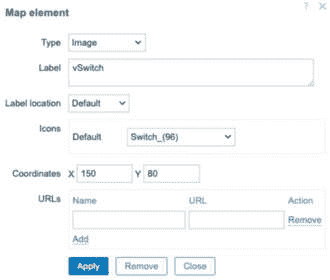 Map element
? ×
Type Image
Label vSwitch
Label location Default
Icons Default Switch_(96)
Coordinates X 150 Y 80
URLs Name URL Action
Remove
Add
Apply Remove Close